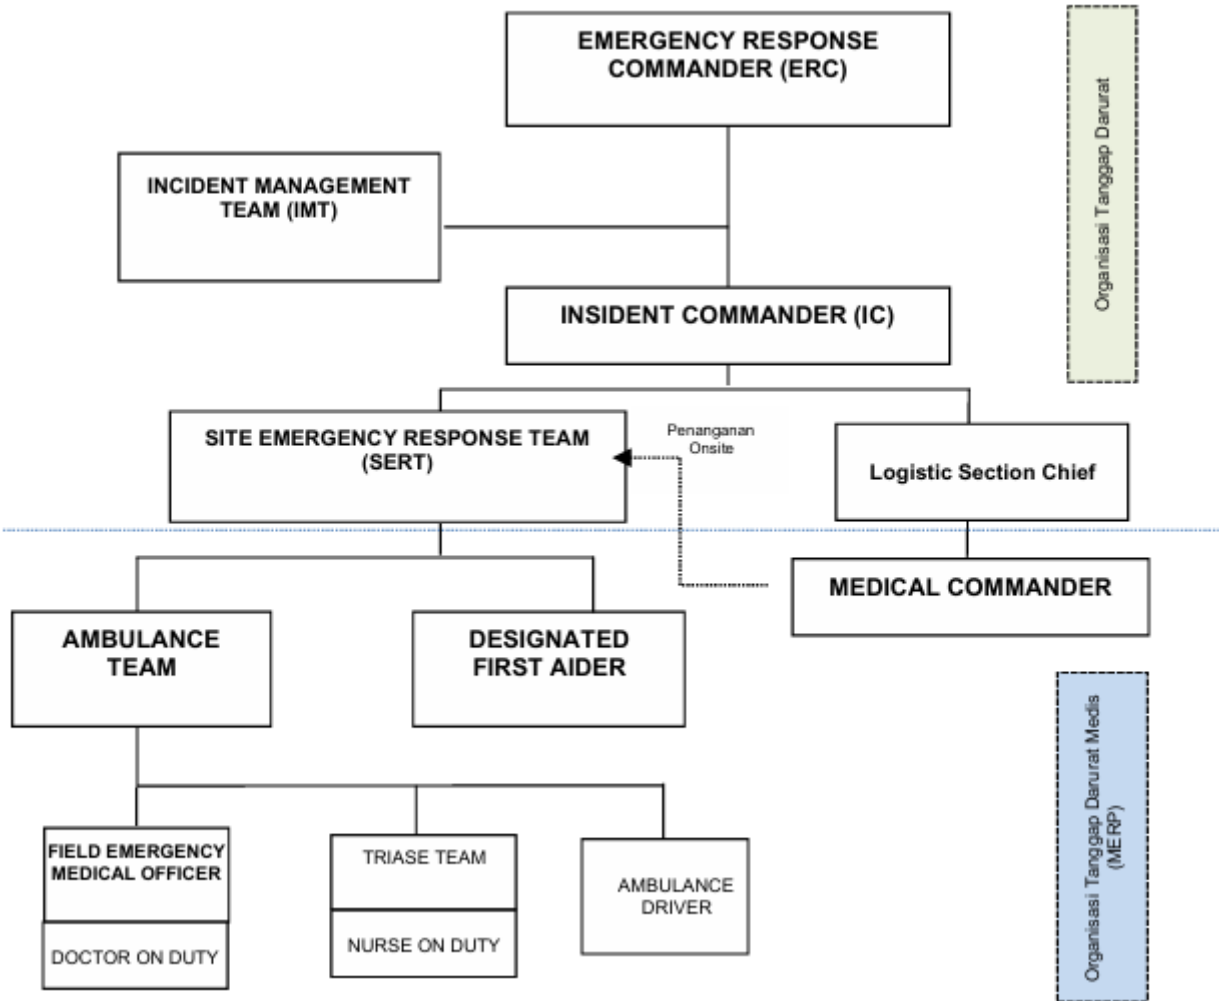 EMERGENCY RESPONSE
COMMANDER (ERC)
Organisasi Tanggap Darurat
INCIDENT MANAGEMENT
TEAM (IMT)
INSIDENT COMMANDER (IC)
SITE EMERGENCY RESPONSE TEAM
(SERT)
Penanganan
Onsite
Logistic Section Chief
MEDICAL COMMANDER
AMBULANCE
TEAM
DESIGNATED
FIRST AIDER
Organisasi Tanggap Darurat Medis
(MERP)
FIELD EMERGENCY
MEDICAL OFFICER
DOCTOR ON DUTY
TRIASE TEAM
NURSE ON DUTY
AMBULANCE
DRIVER